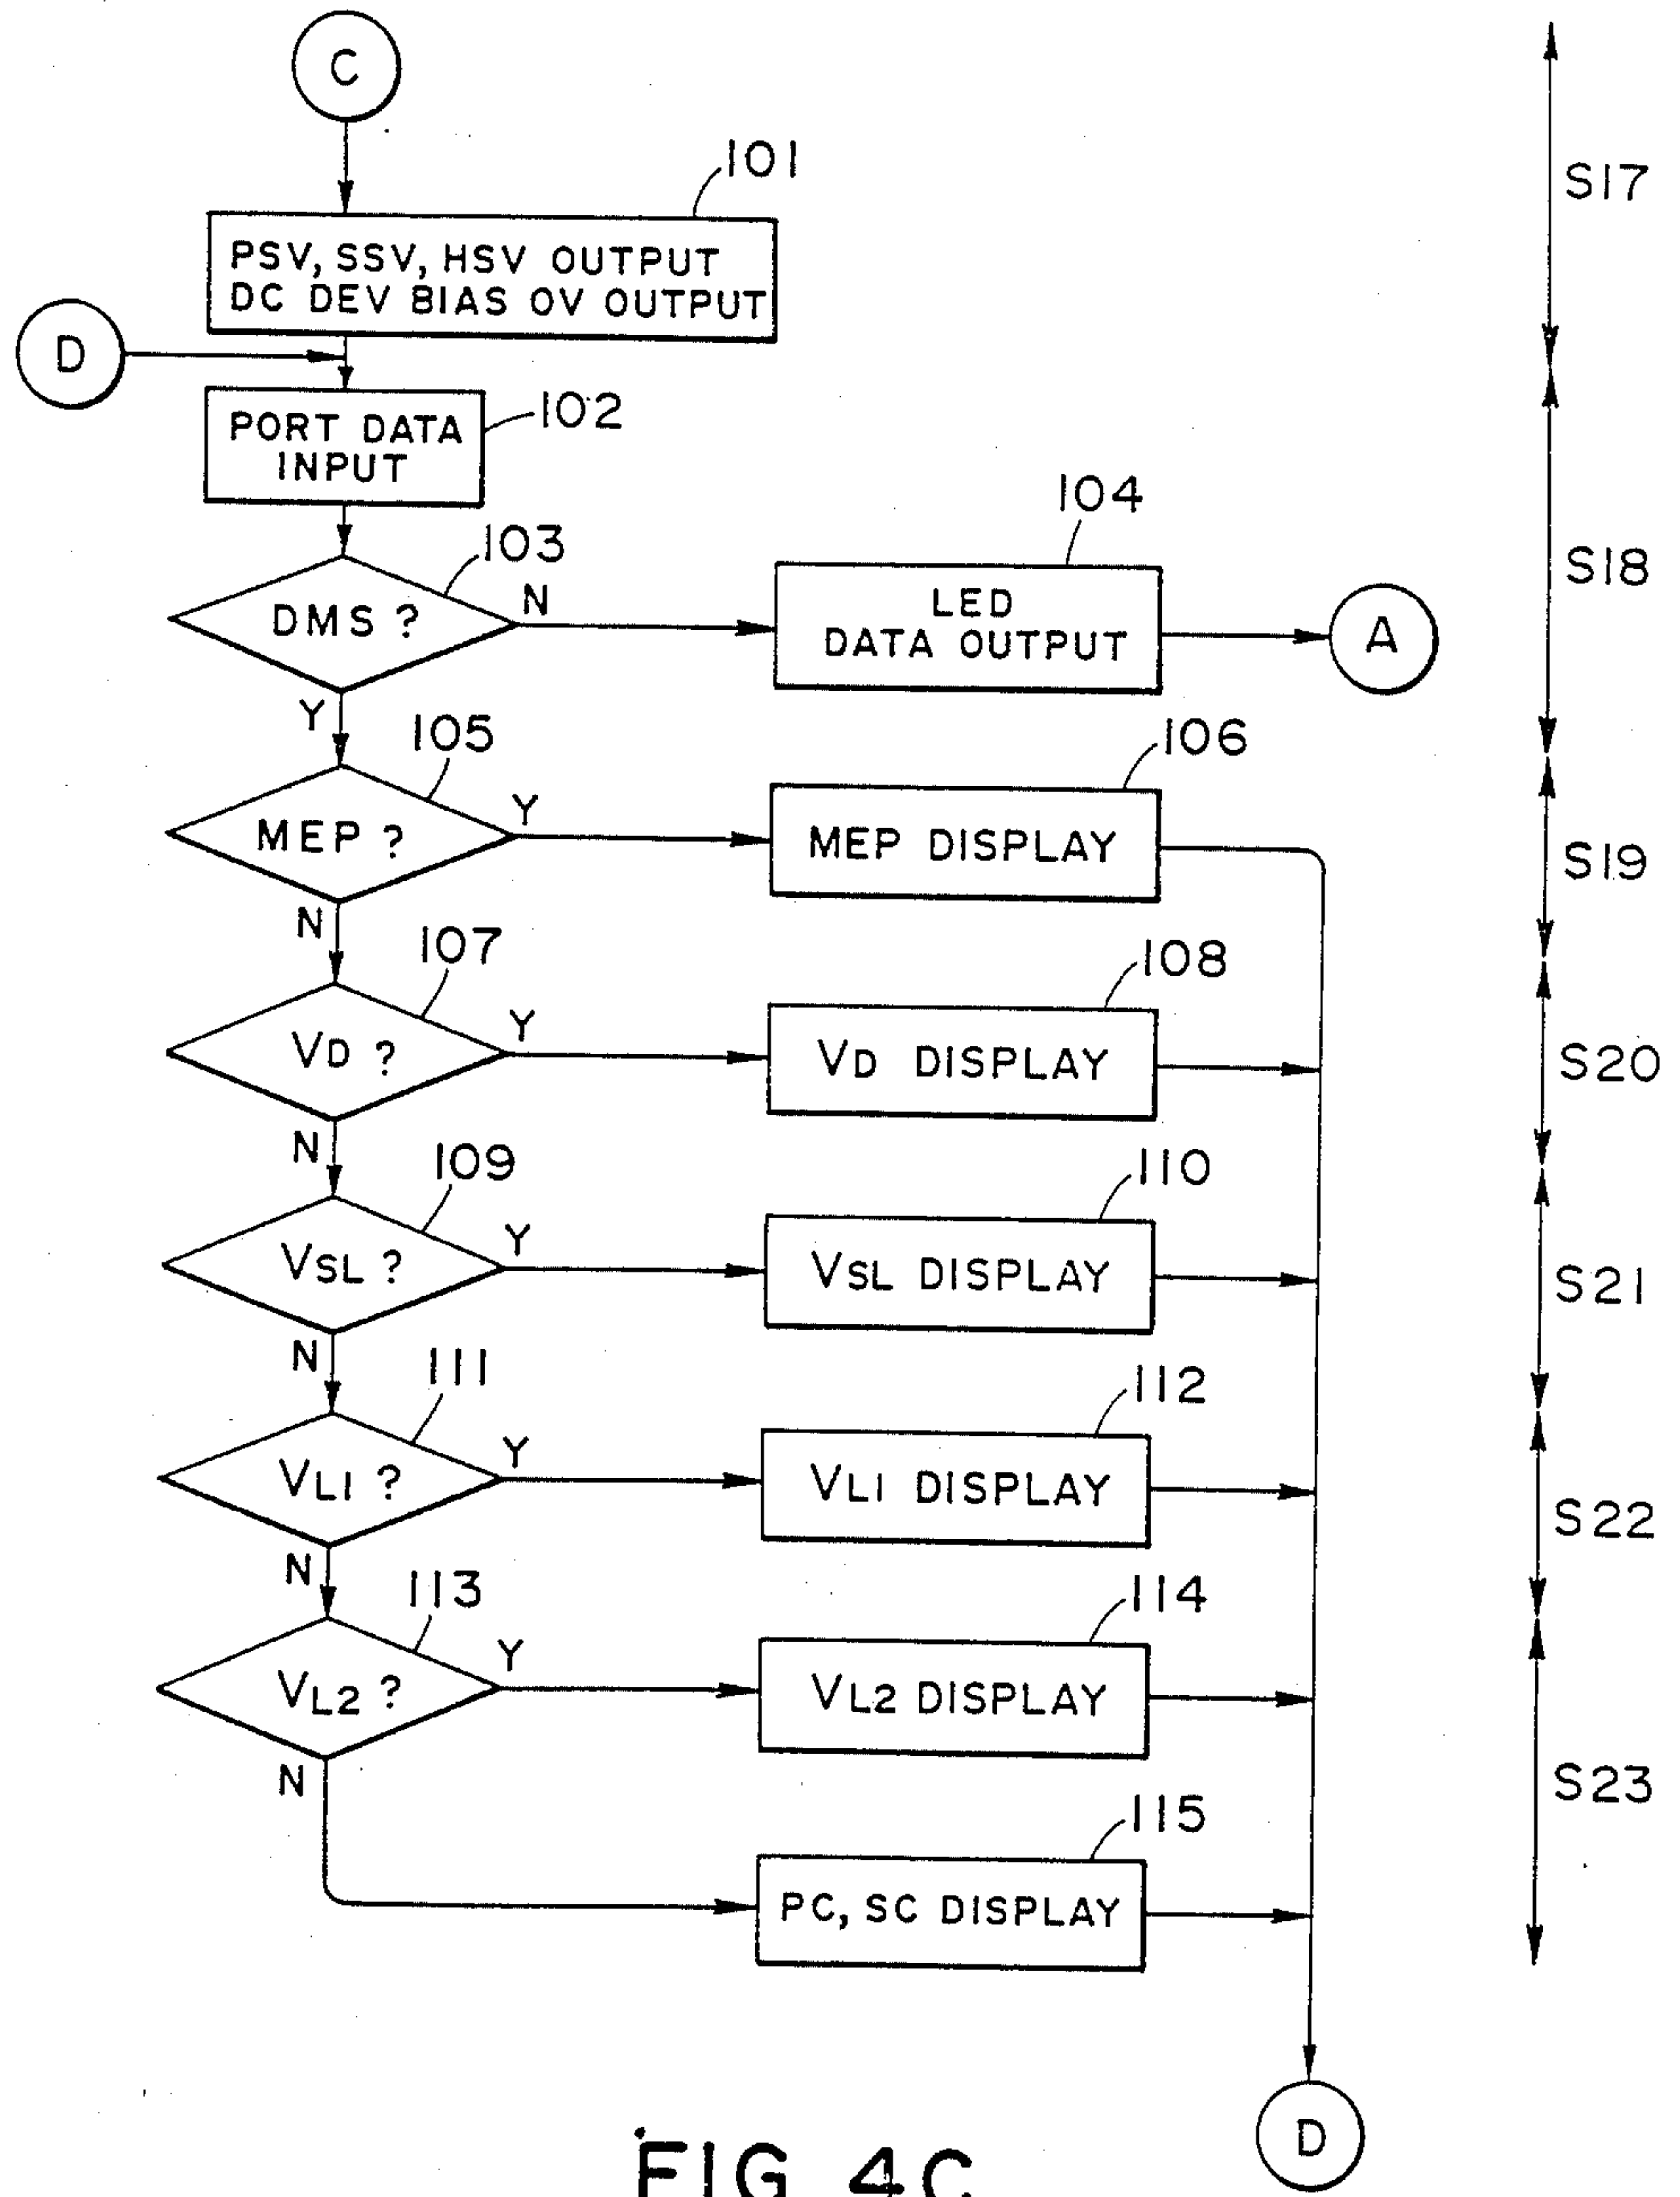 C
101
S17
PSV, SSV, HSV OUTPUT
DC DEV BIAS OV OUTPUT
D
102
PORT DATA
INPUT
103
104
S18
DMS ?
N
LED
DATA OUTPUT
A
Y
105
106
MEP ?
Y
MEP DISPLAY
S19
N
107
108
VD ?
Y
VD DISPLAY
S20
N
109
110
VSL ?
Y
VSL DISPLAY
S21
N
111
112
VL1 ?
Y
VL1 DISPLAY
S22
N
113
114
VL2 ?
Y
VL2 DISPLAY
S23
N
115
PC, SC DISPLAY
D
FIG 4C